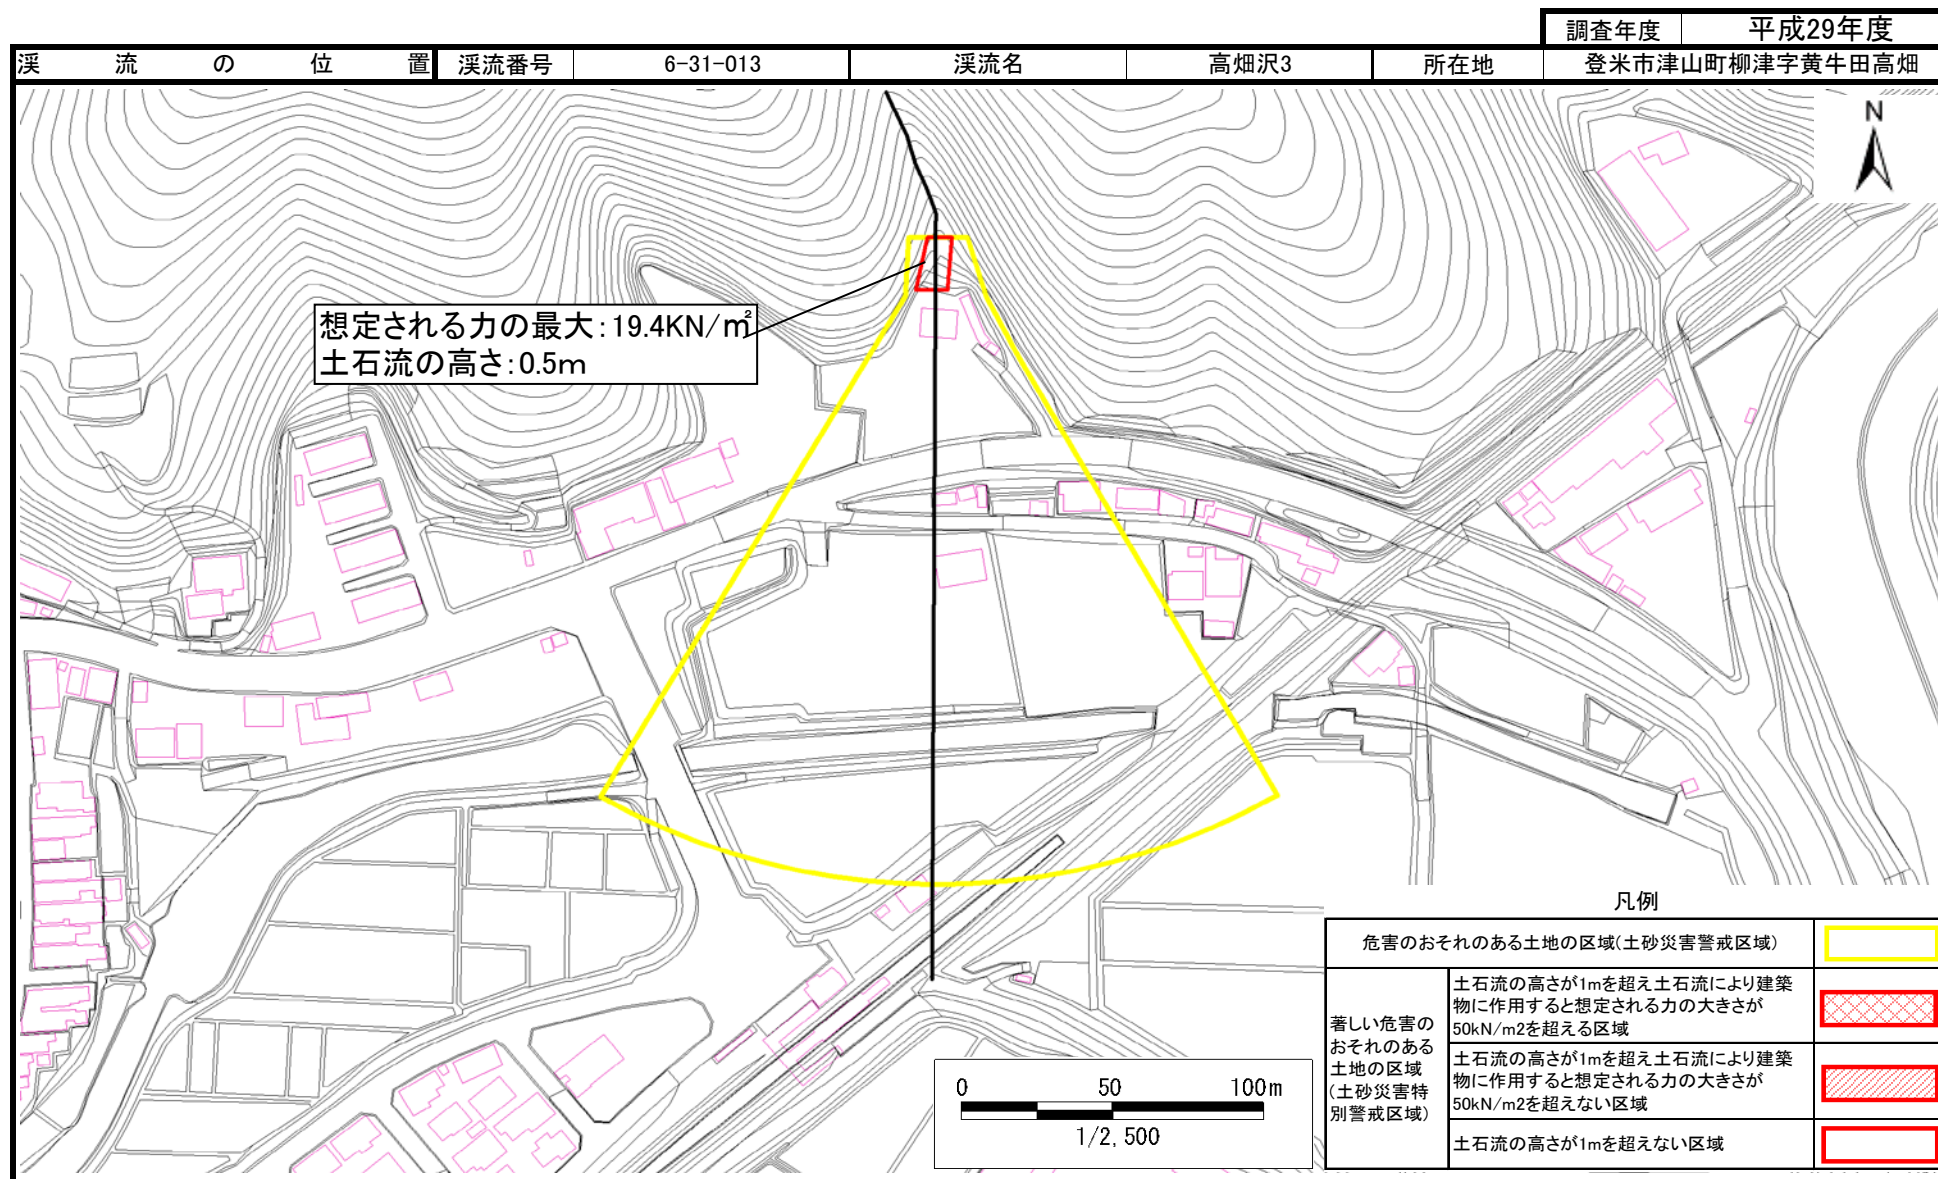 調査年度 平成29年度
渓流の位置 渓流番号 6-31-013 渓流名 高畑沢3 所在地 登米市津山町柳津字黄牛田高畑
N
想定される力の最大：19.4KN/㎡
土石流の高さ：0.5m
凡例
危害のおそれのある土地の区域（土砂災害警戒区域）
著しい危害の
おそれのある
土地の区域
（土砂災害特
別警戒区域）
土石流の高さが1mを超え土石流により建築
物に作用すると想定される力の大きさが
50kN/m2を超える区域
土石流の高さが1mを超え土石流により建築
物に作用すると想定される力の大きさが
50kN/m2を超えない区域
土石流の高さが1mを超えない区域
0 50 100m
1/2,500